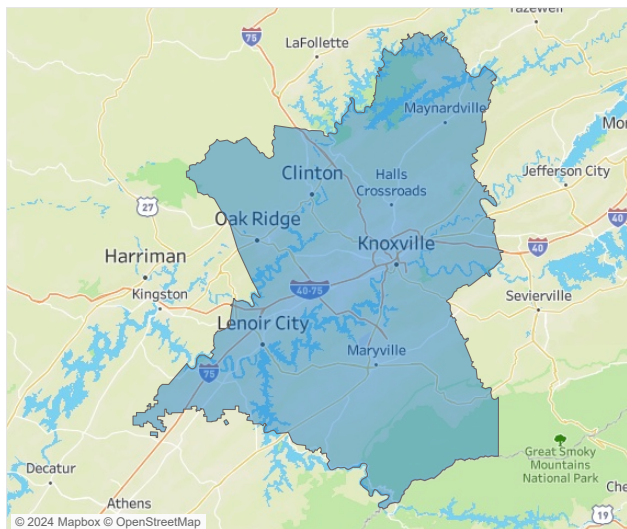 Tazewell
75
LaFollette
Maynardville
Mor
Clinton
Halls
Crossroads
Jefferson City
27
Oak Ridge
40
Knoxville
40
Harriman
40-75
Kingston
Sevierville
Lenoir City
Maryville
75
Great Smoky
Mountains
National Park
Decatur
Athens
Che
19
© 2024 Mapbox © OpenStreetMap